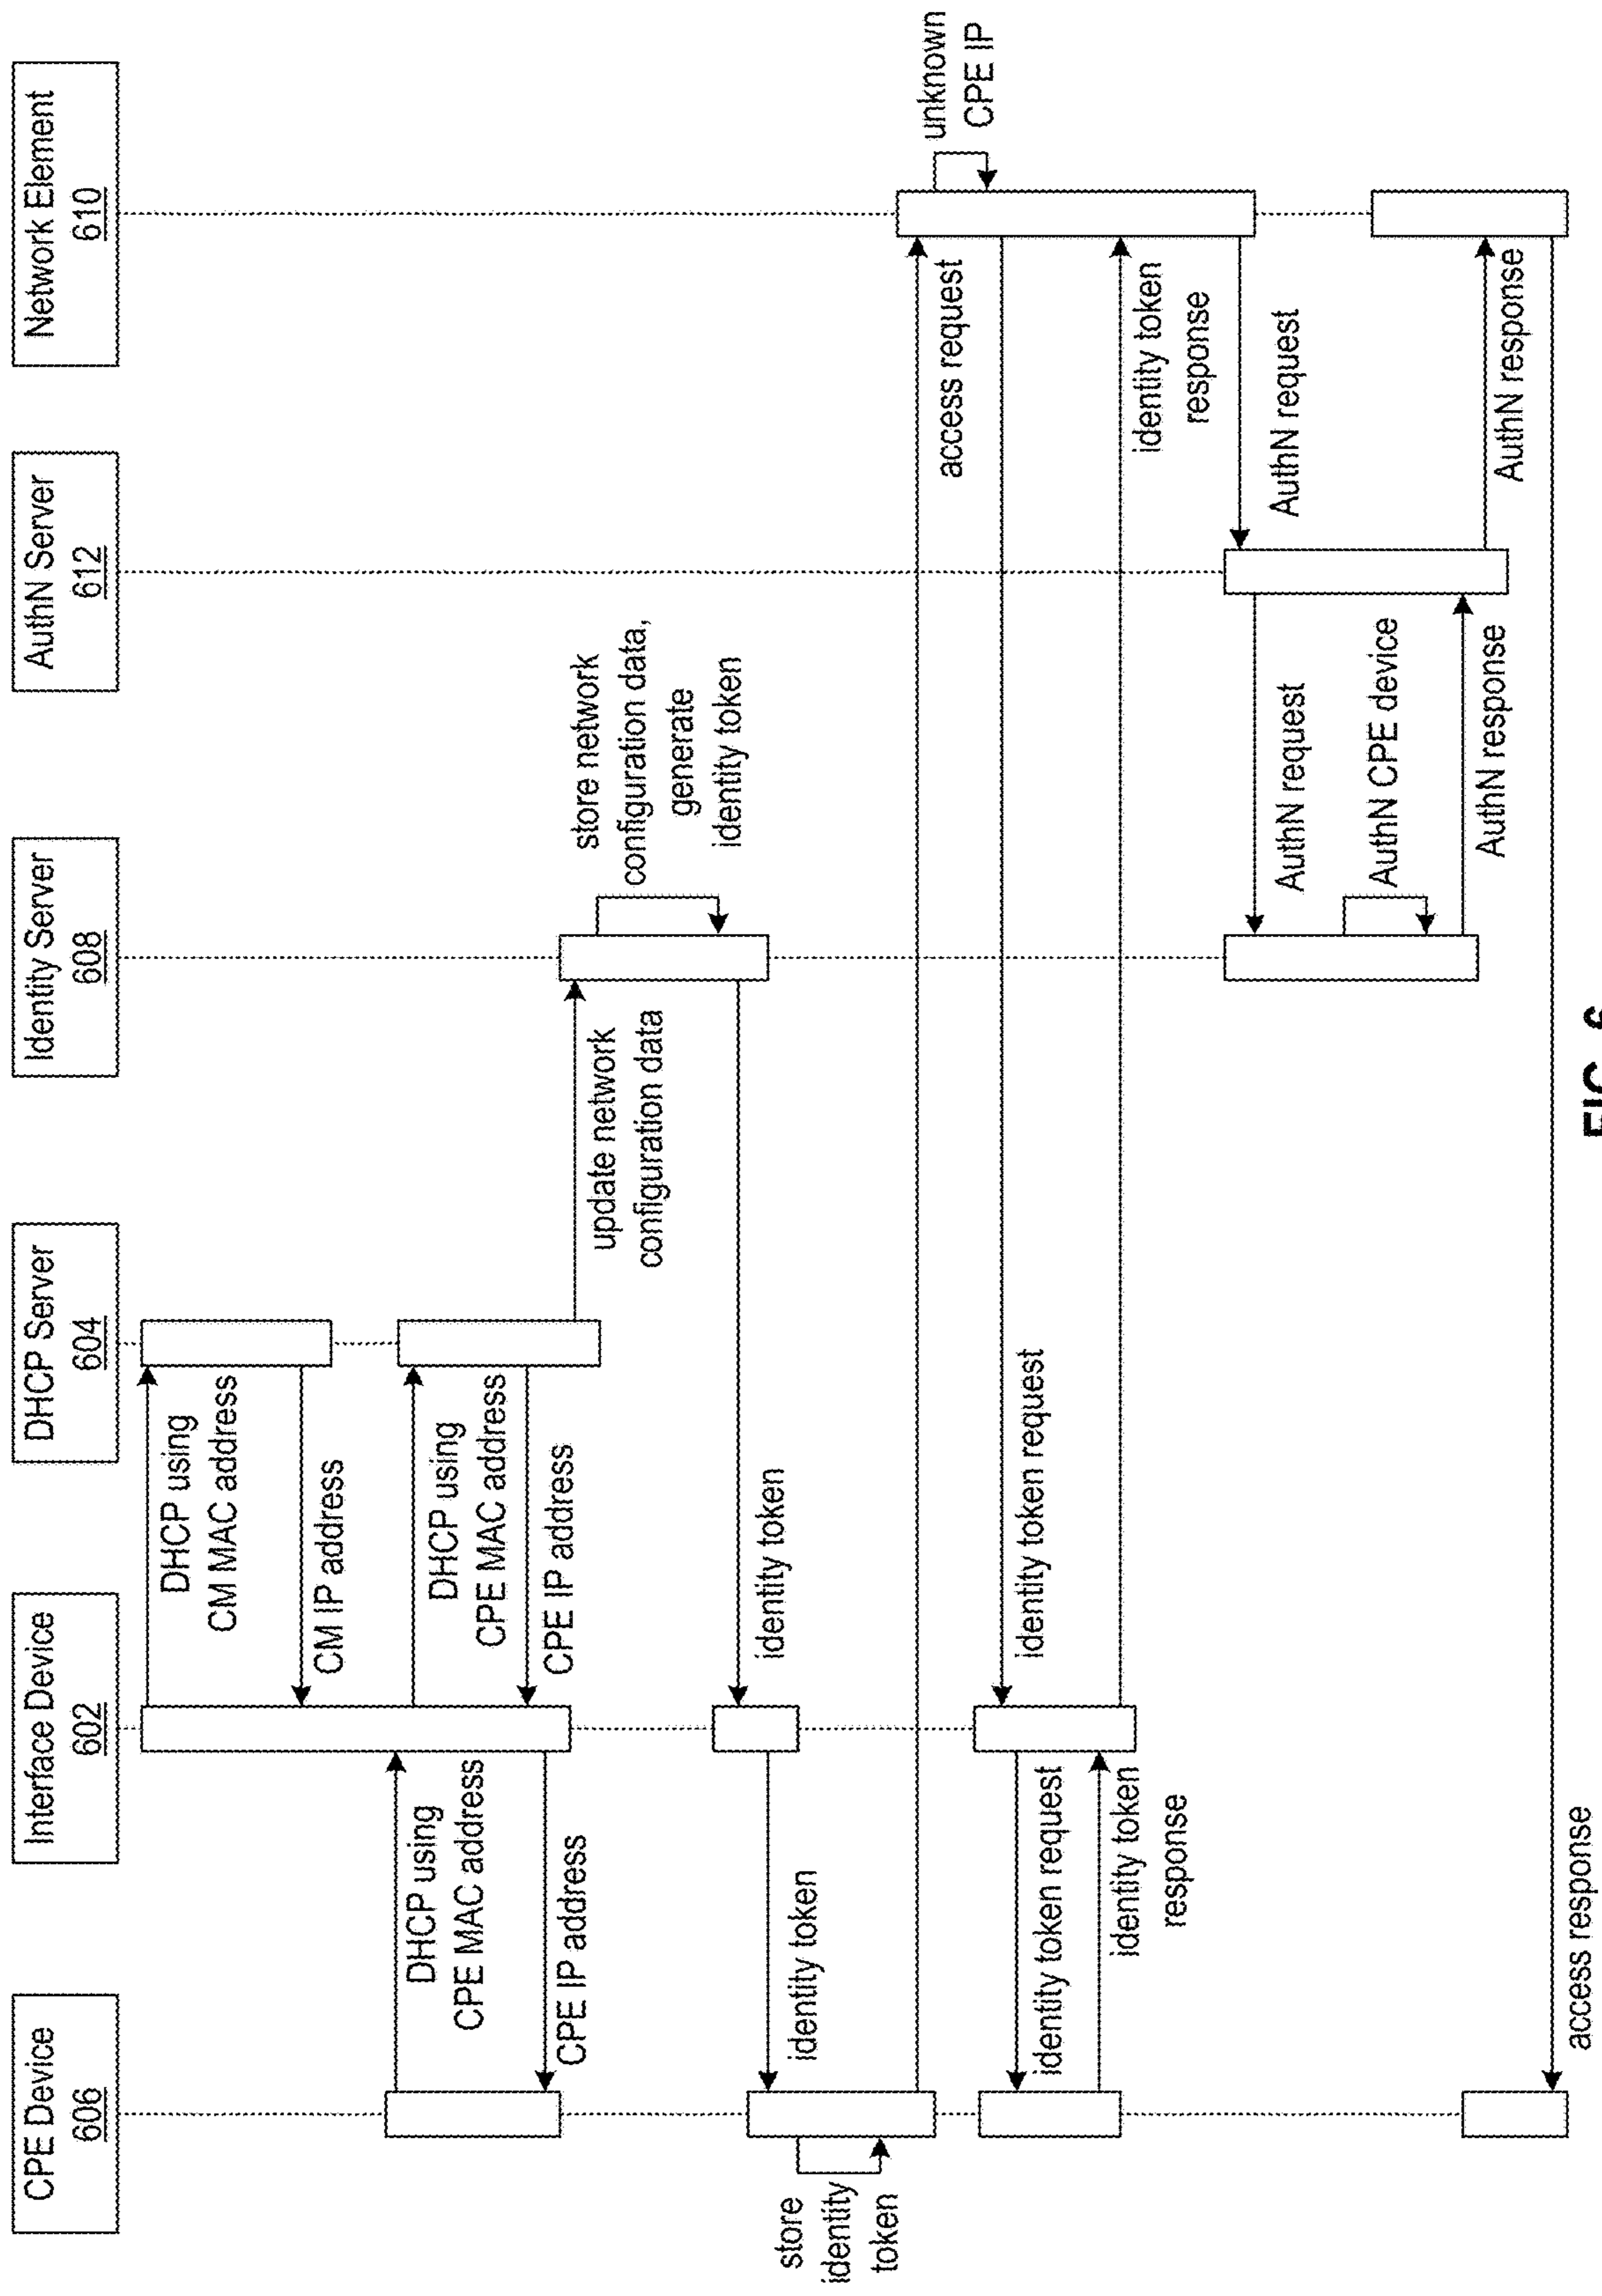 CPE Device
606
Interface Device
602
DHCP Server
604
Identity Server
608
AuthN Server
612
Network Element
610
DHCP using
CM MAC address
CM IP address
DHCP using
CPE MAC address
DHCP using
CPE MAC address
CPE IP address
CPE IP address
update network
configuration data
store network
configuration data,
generate
identity token
identity token
identity token
store
identity
token
access request
unknown
CPE IP
identity token request
identity token request
identity token
response
identity token
response
AuthN request
AuthN request
AuthN CPE device
AuthN response
AuthN response
access response